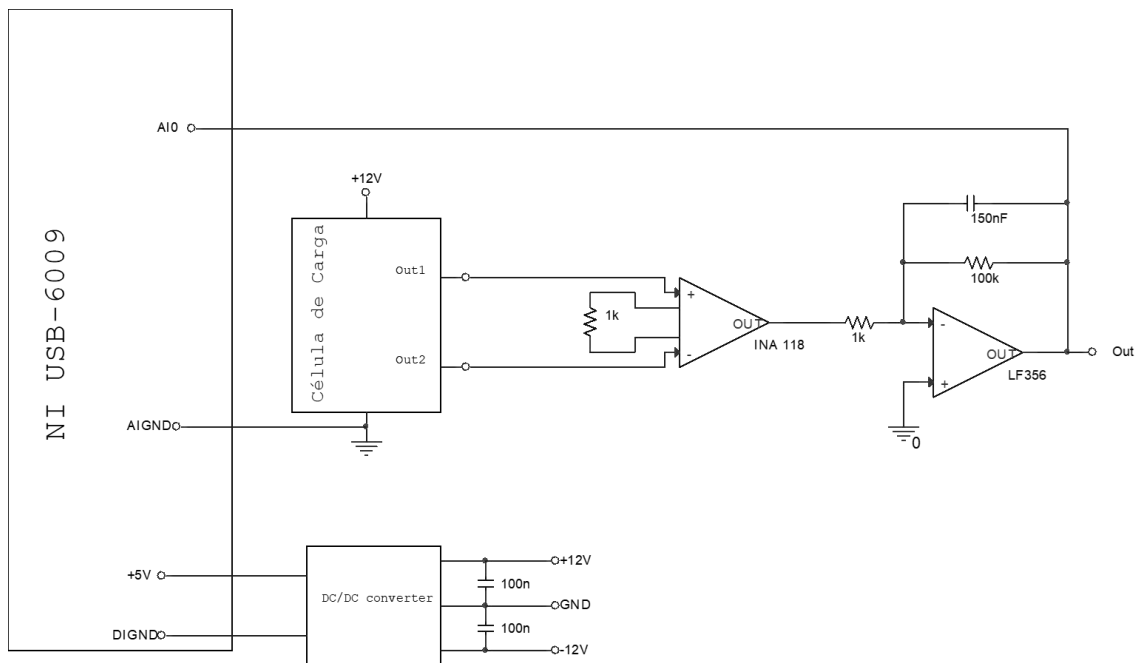 NI USB-6009
AI0
+12V
Célula de Carga
Out1
Out2
AIGND
1k
+
-
OUT
INA 118
1k
150nF
100k
-
+
OUT
LF356
Out
0
+5V
DIGND
DC/DC converter
100n
100n
+12V
GND
-12V